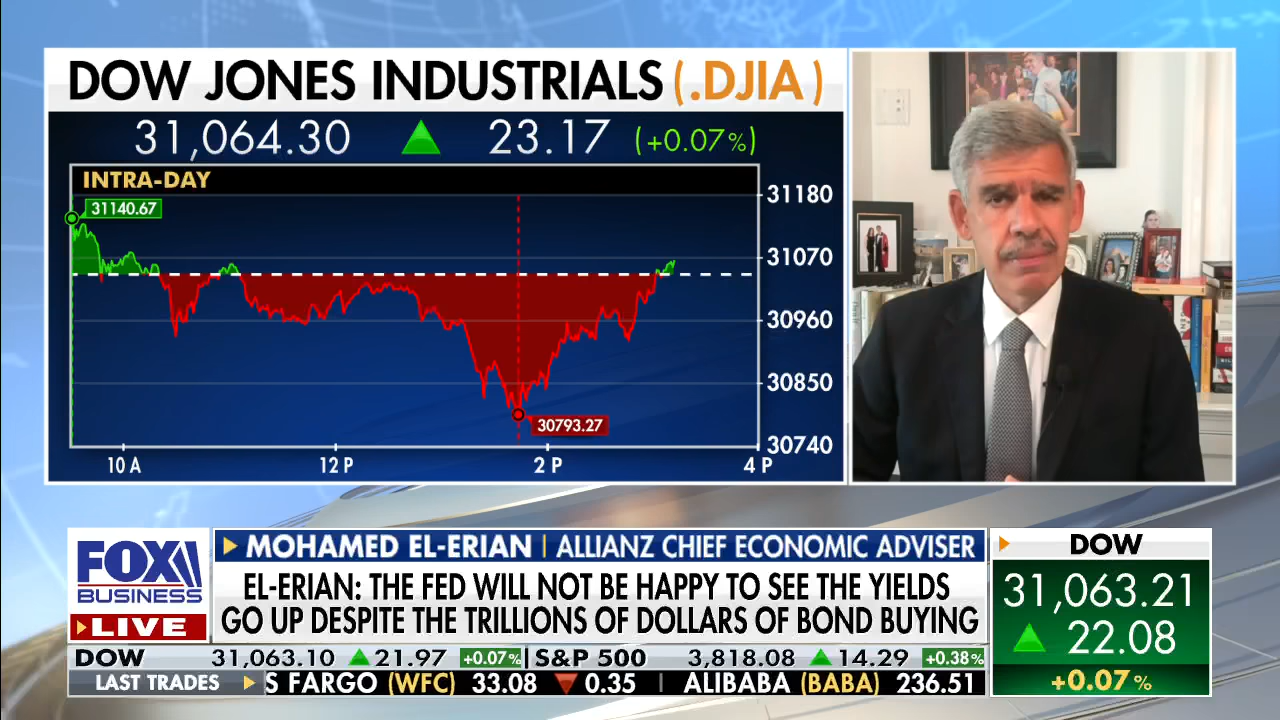 DOW JONES INDUSTRIALS (.DJIA)
31,064.30 ▲ 23.17 (+0.07%)
INTRA-DAY
31140.67
31180
31070
30960
30850
30740
30793.27
10 A
12 P
2 P
4 P
FOX
BUSINESS
LIVE
MOHAMED EL-ERIAN | ALLIANZ CHIEF ECONOMIC ADVISER
EL-ERIAN: THE FED WILL NOT BE HAPPY TO SEE THE YIELDS
GO UP DESPITE THE TRILLIONS OF DOLLARS OF BOND BUYING
DOW 31,063.10 ▲ 21.97 +0.07% S&P 500 3,818.08 ▲ 14.29 +0.38%
LAST TRADES S FARGO (WFC) 33.08 ▼ 0.35 | ALIBABA (BABA) 236.51
DOW
31,063.21
▲ 22.08
+0.07%